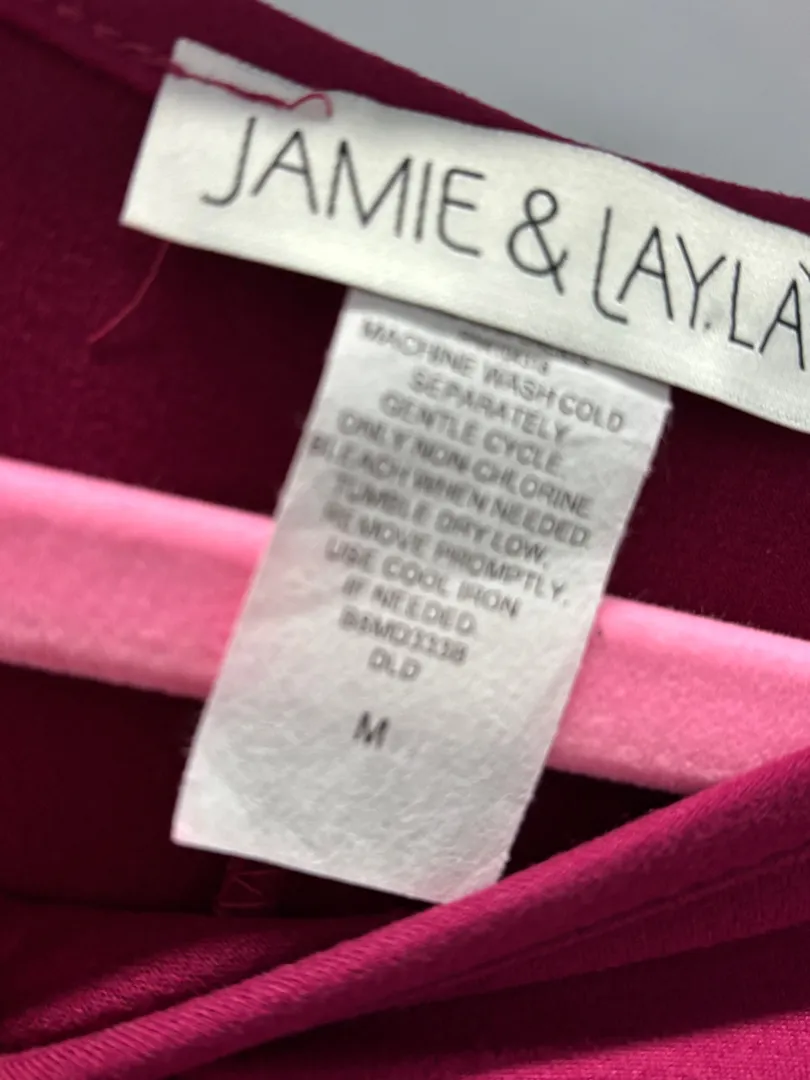 JAMIE & LAYLA
MACHINE WASH COLD
SEPARATELY
GENTLE CYCLE
ONLY NON-CHLORINE
BLEACH WHEN NEEDED.
TUMBLE DRY LOW.
REMOVE PROMPTLY.
USE COOL IRON
IF NEEDED.
DLD
M